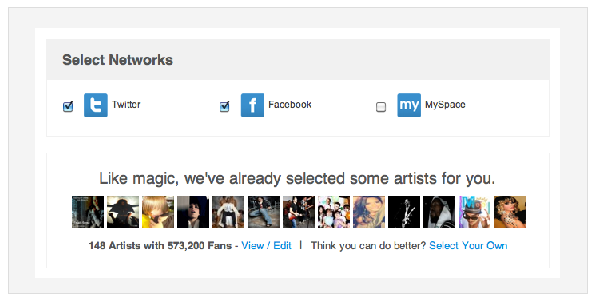 Select Networks
Twitter
Facebook
my MySpace
Like magic, we've already selected some artists for you.
148 Artists with 573,200 Fans - View / Edit | Think you can do better? Select Your Own